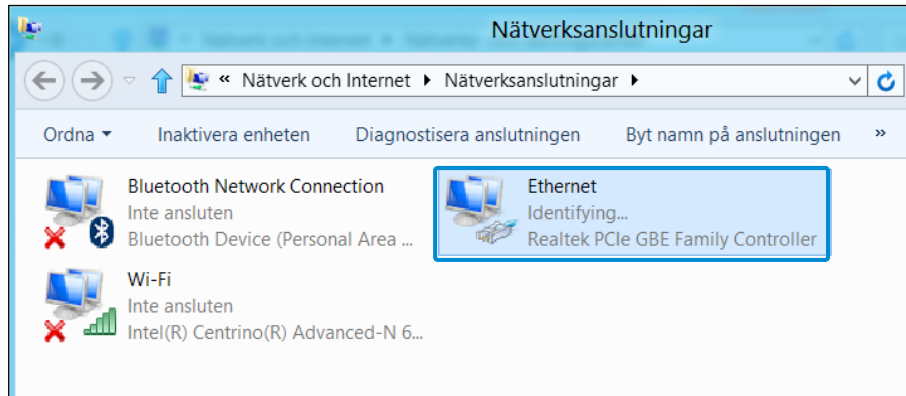 Nätverksanslutningar
« Nätverk och Internet Nätverksanslutningar
Ordna Inaktivera enheten Diagnostisera anslutningen Byt namn på anslutningen »
Bluetooth Network Connection
Inte ansluten
Bluetooth Device (Personal Area ...
Ethernet
Identifying...
Realtek PCIe GBE Family Controller
Wi-Fi
Inte ansluten
Intel(R) Centrino(R) Advanced-N 6...